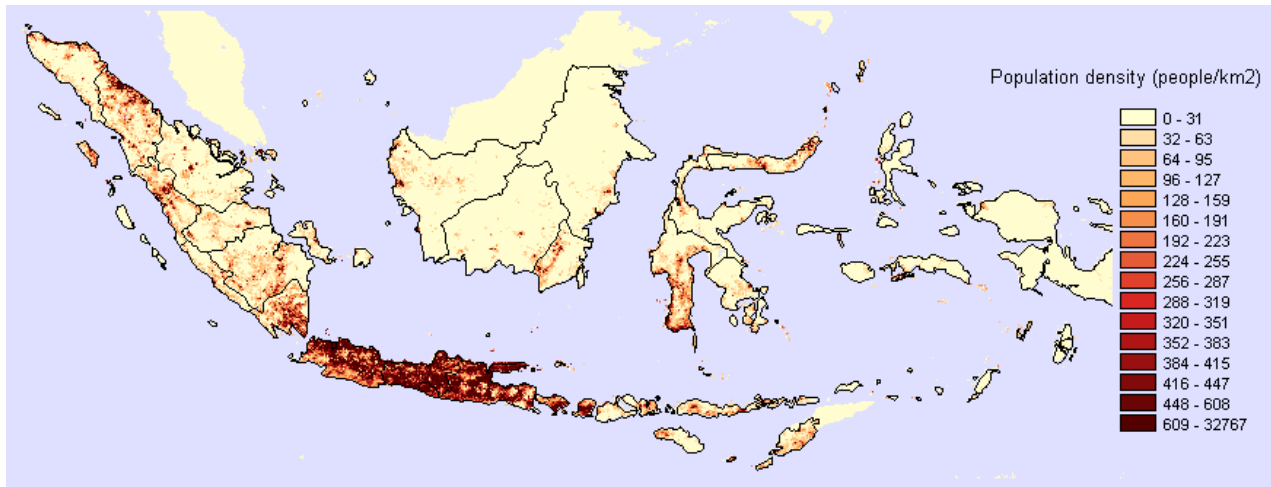 Population density (people/km2)
0 - 31
32 - 63
64 - 95
96 - 127
128 - 159
160 - 191
192 - 223
224 - 255
256 - 287
288 - 319
320 - 351
352 - 383
384 - 415
416 - 447
448 - 608
609 - 32767